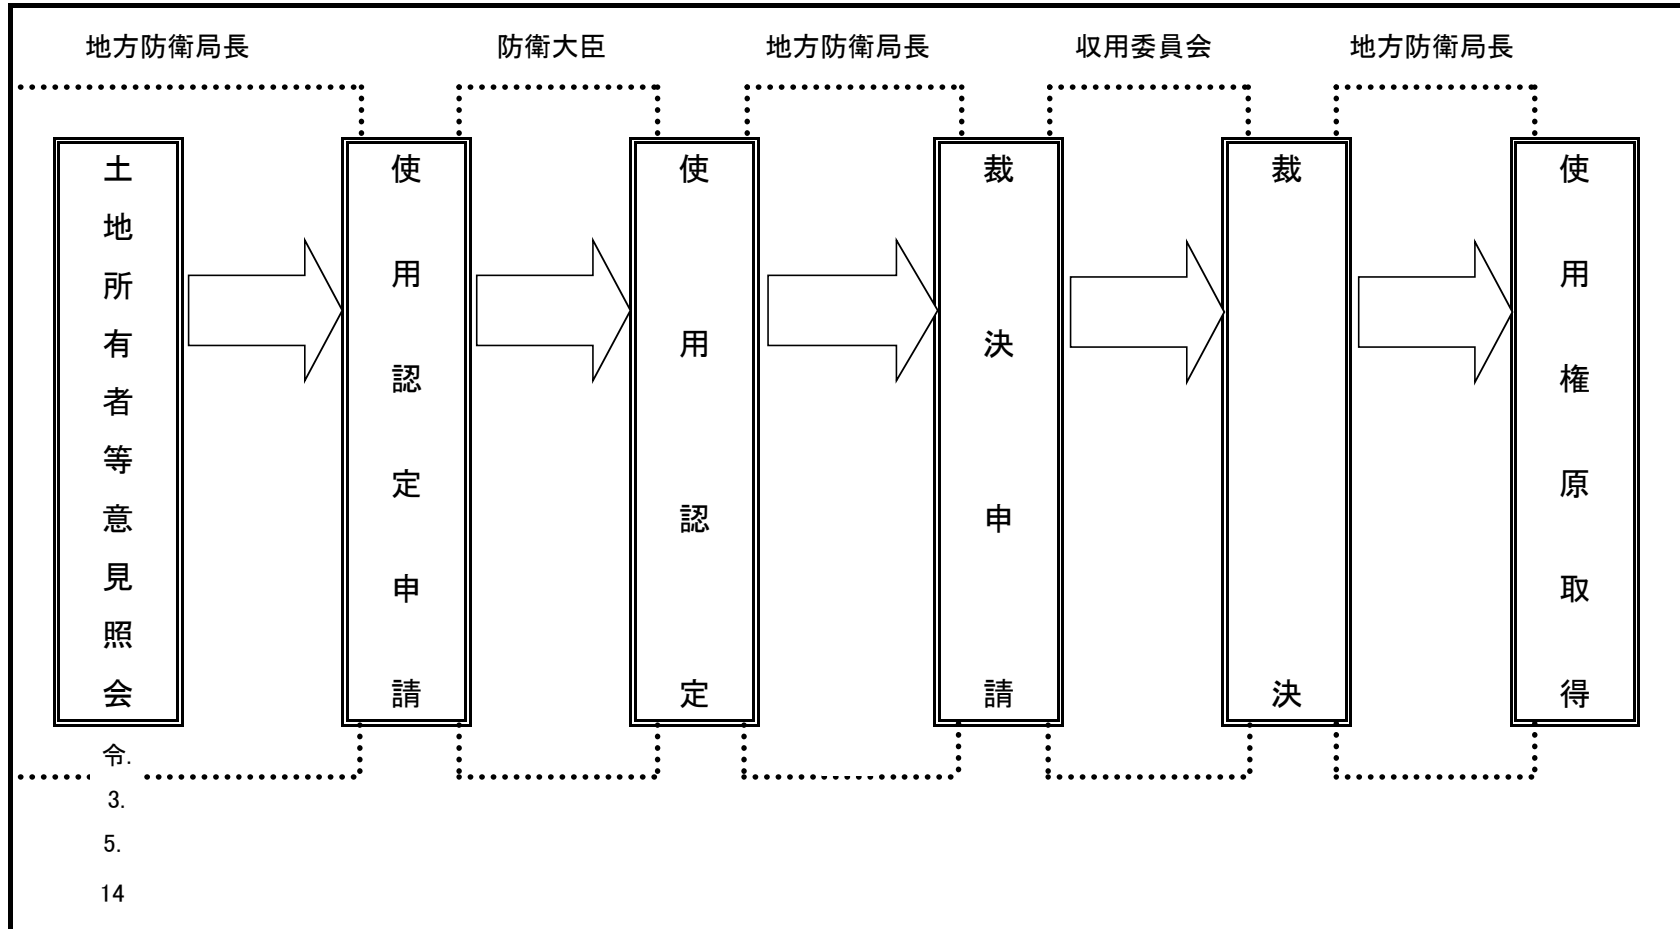 地方防衛局長
防衛大臣
地方防衛局長
収用委員会
地方防衛局長
土地所有者等意見照会
使用認定申請
使用認定
裁決申請
裁決
使用権原取得
令.
3.
5.
14